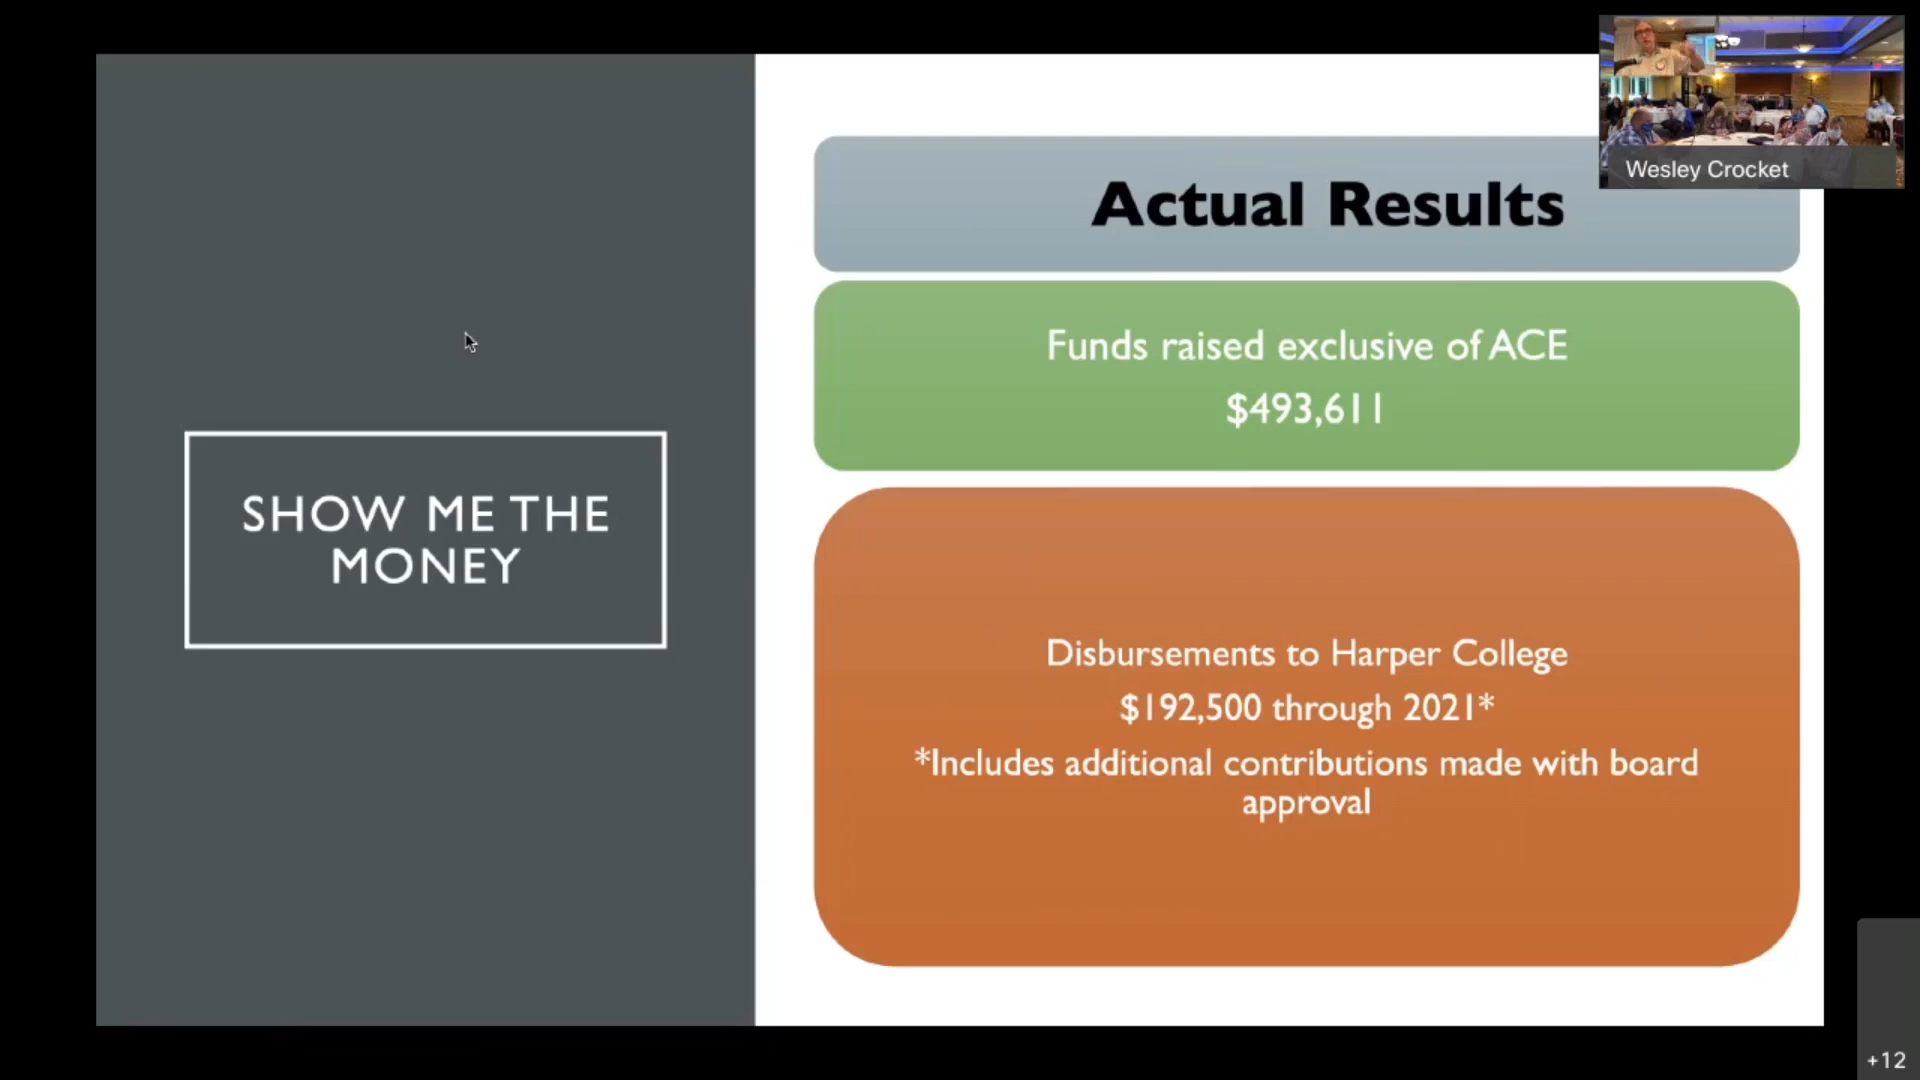 Wesley Crocket
Actual Results
Funds raised exclusive of ACE
$493,611
SHOW ME THE
MONEY
Disbursements to Harper College
$192,500 through 2021*
*Includes additional contributions made with board
approval
+12